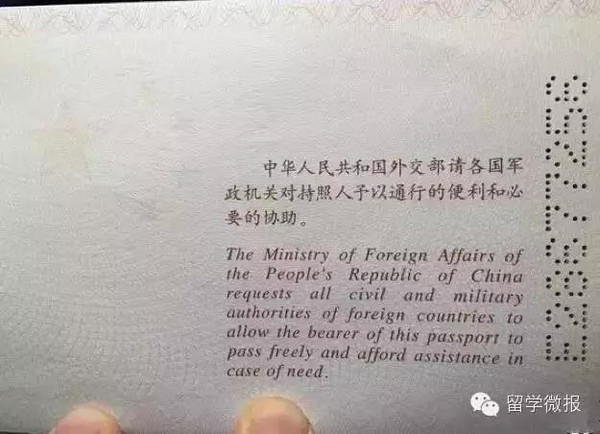 中华人民共和国外交部请各国军
政机关对持照人予以通行的便利和必
要的协助。
The Ministry of Foreign Affairs of
the People's Republic of China
requests all civil and military
authorities of foreign countries to
allow the bearer of this passport to
pass freely and afford assistance in
case of need.
留学微报